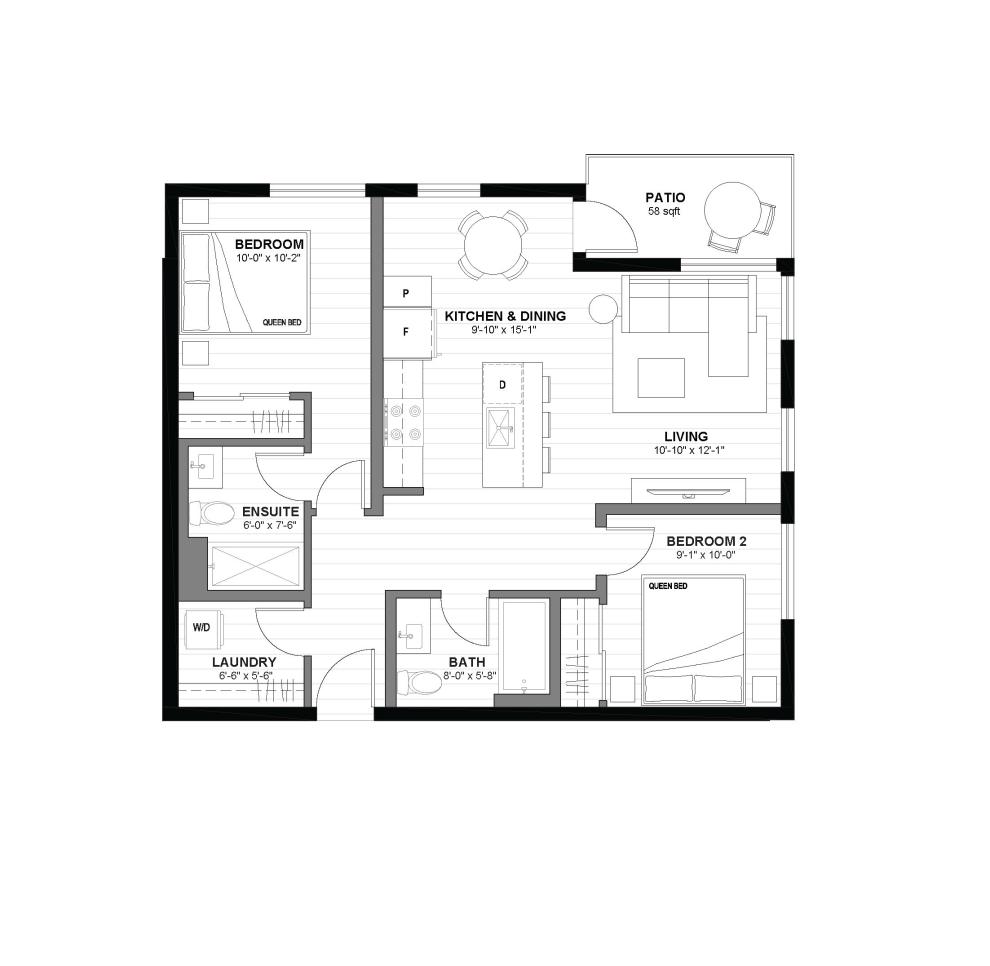 PATIO
58 sqft
BEDROOM
10'-0" x 10'-2"
QUEEN BED
P
F
KITCHEN & DINING
9'-10" x 15'-1"
D
LIVING
10'-10" x 12'-1"
ENSUITE
6'-0" x 7'-6"
BEDROOM 2
9'-1" x 10'-0"
QUEEN BED
W/D
LAUNDRY
6'-6" x 5'-6"
BATH
8'-0" x 5'-8"